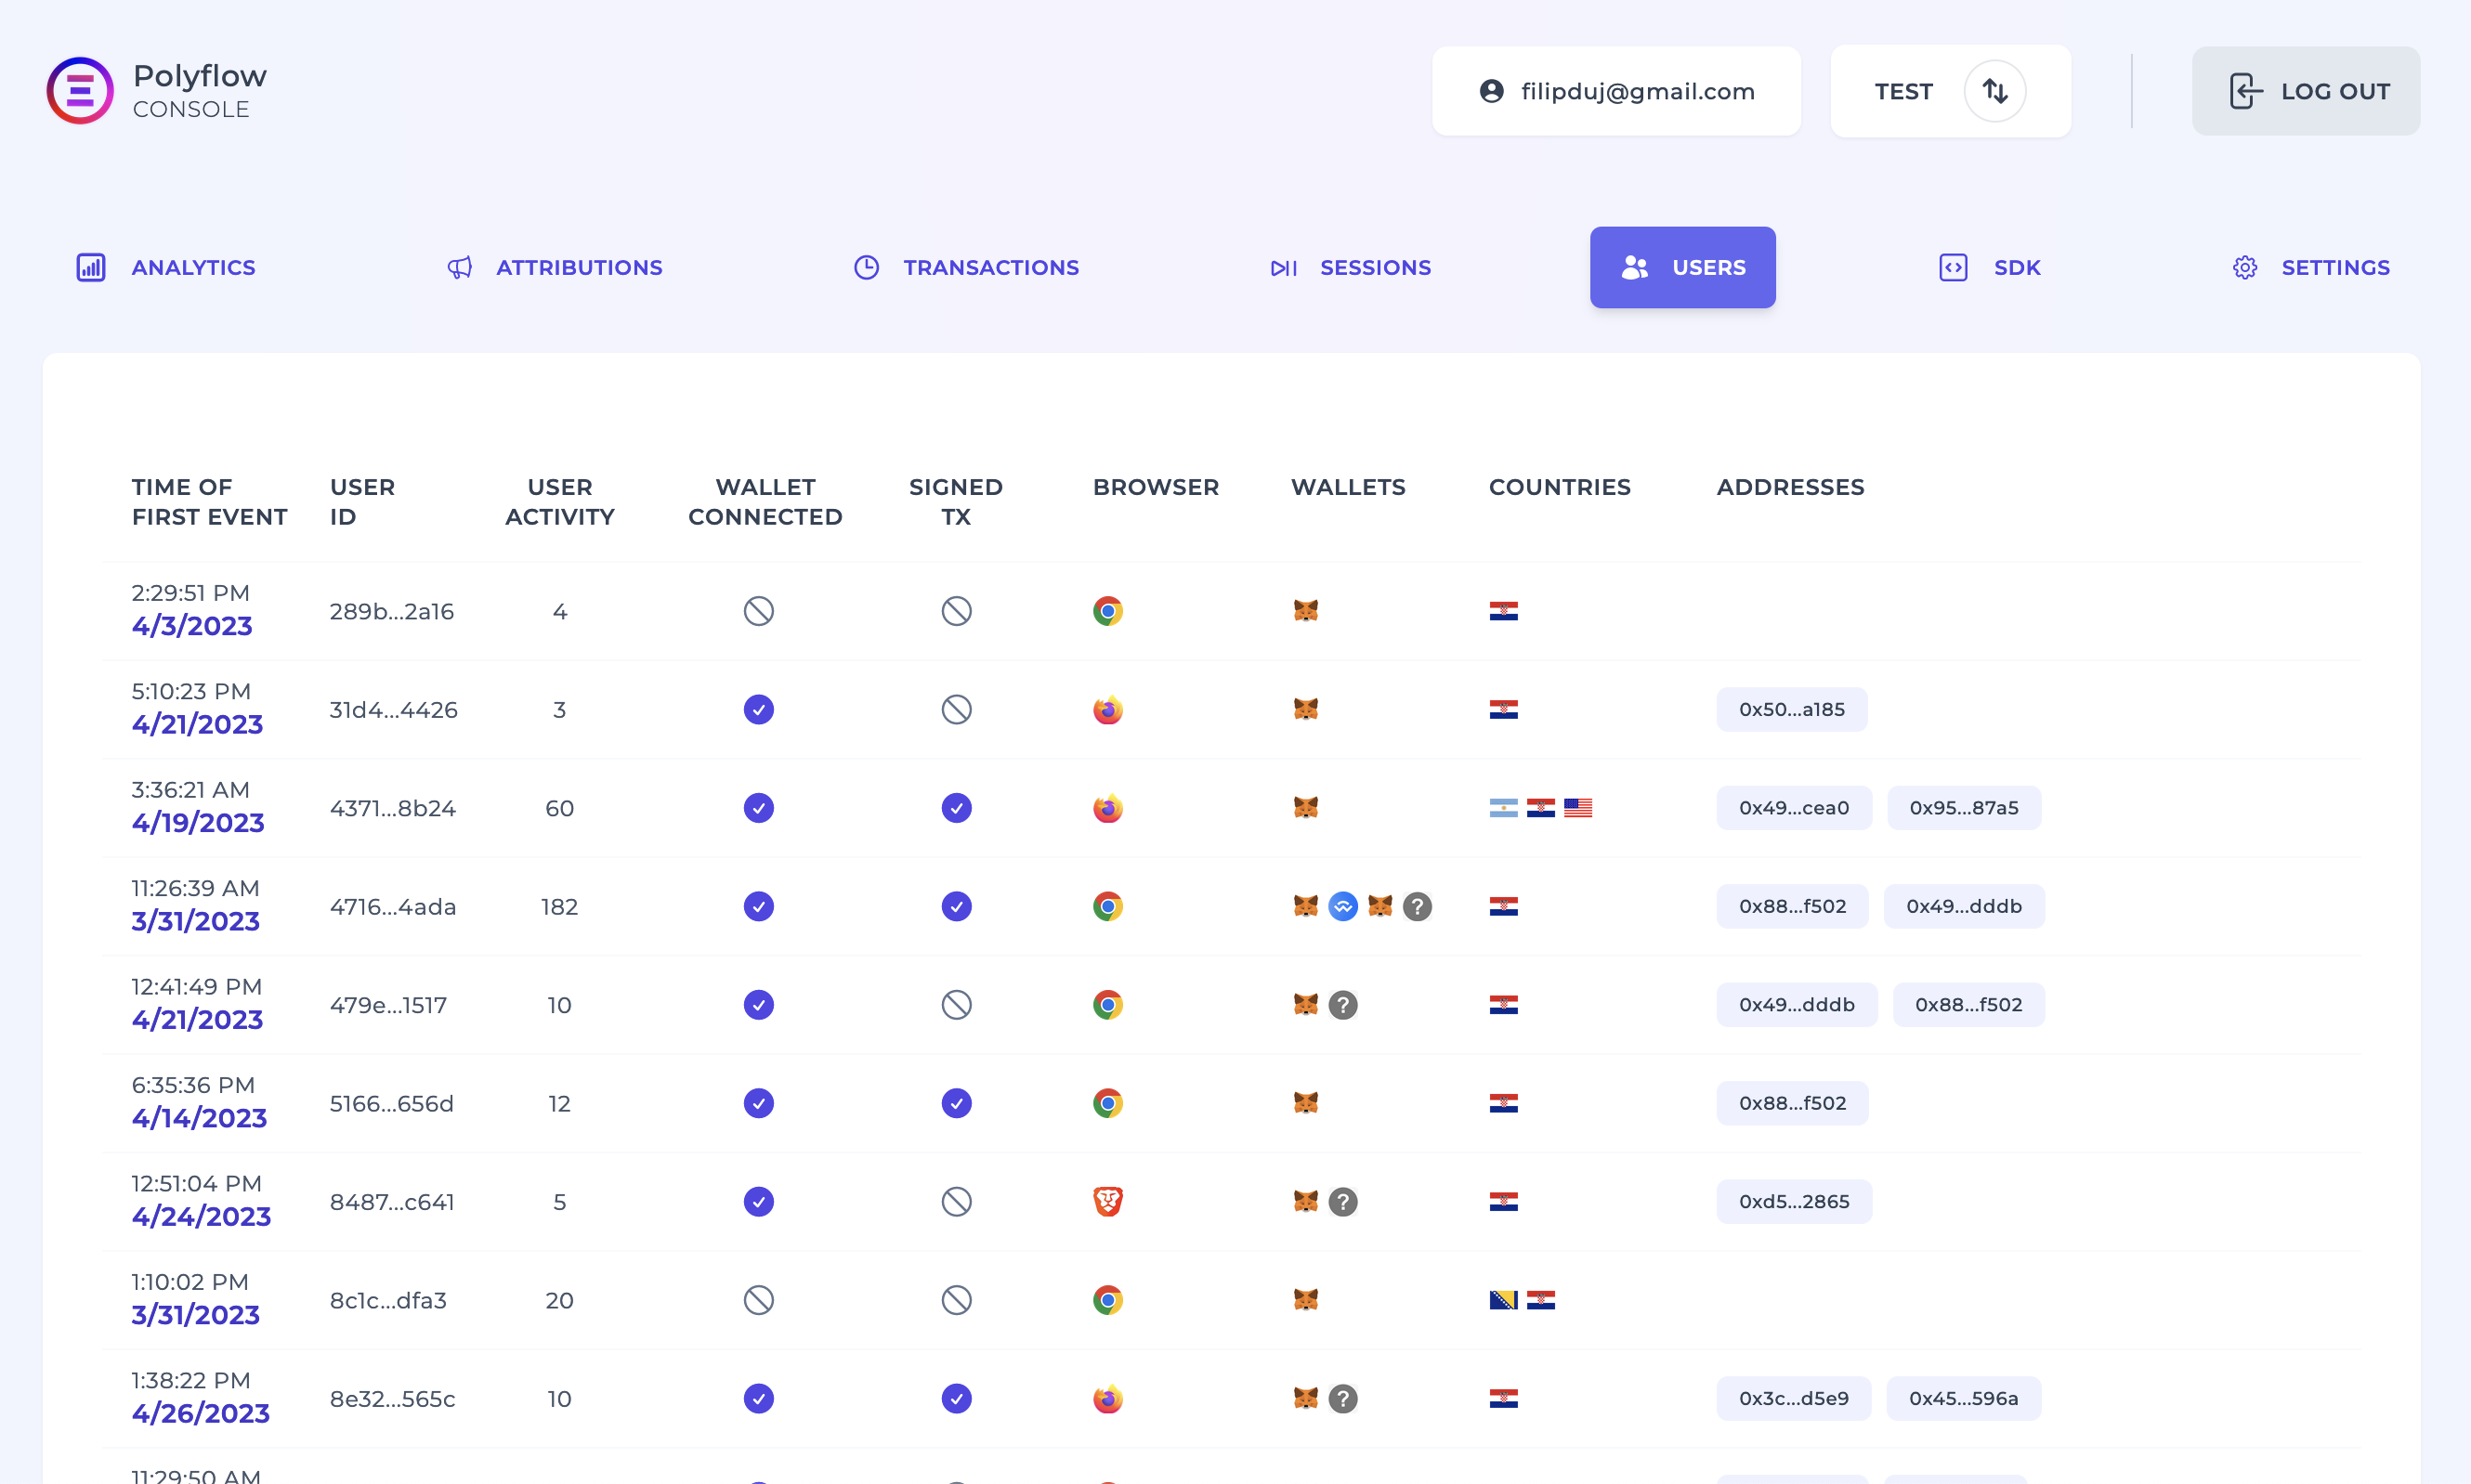 Polyflow
CONSOLE
filipduj@gmail.com
TEST
LOG OUT
ANALYTICS
ATTRIBUTIONS
TRANSACTIONS
SESSIONS
USERS
SDK
SETTINGS
TIME OF FIRST EVENT
USER ID
USER ACTIVITY
WALLET CONNECTED
SIGNED TX
BROWSER
WALLETS
COUNTRIES
ADDRESSES
2:29:51 PM
4/3/2023
289b...2a16
4
5:10:23 PM
4/21/2023
31d4...4426
3
0x50...a185
3:36:21 AM
4/19/2023
4371...8b24
60
0x49...cea0
0x95...87a5
11:26:39 AM
3/31/2023
4716...4ada
182
?
0x88...f502
0x49...dddb
12:41:49 PM
4/21/2023
479e...1517
10
?
0x49...dddb
0x88...f502
6:35:36 PM
4/14/2023
5166...656d
12
0x88...f502
12:51:04 PM
4/24/2023
8487...c641
5
?
0xd5...2865
1:10:02 PM
3/31/2023
8c1c...dfa3
20
1:38:22 PM
4/26/2023
8e32...565c
10
?
0x3c...d5e9
0x45...596a
11:29:50 AM